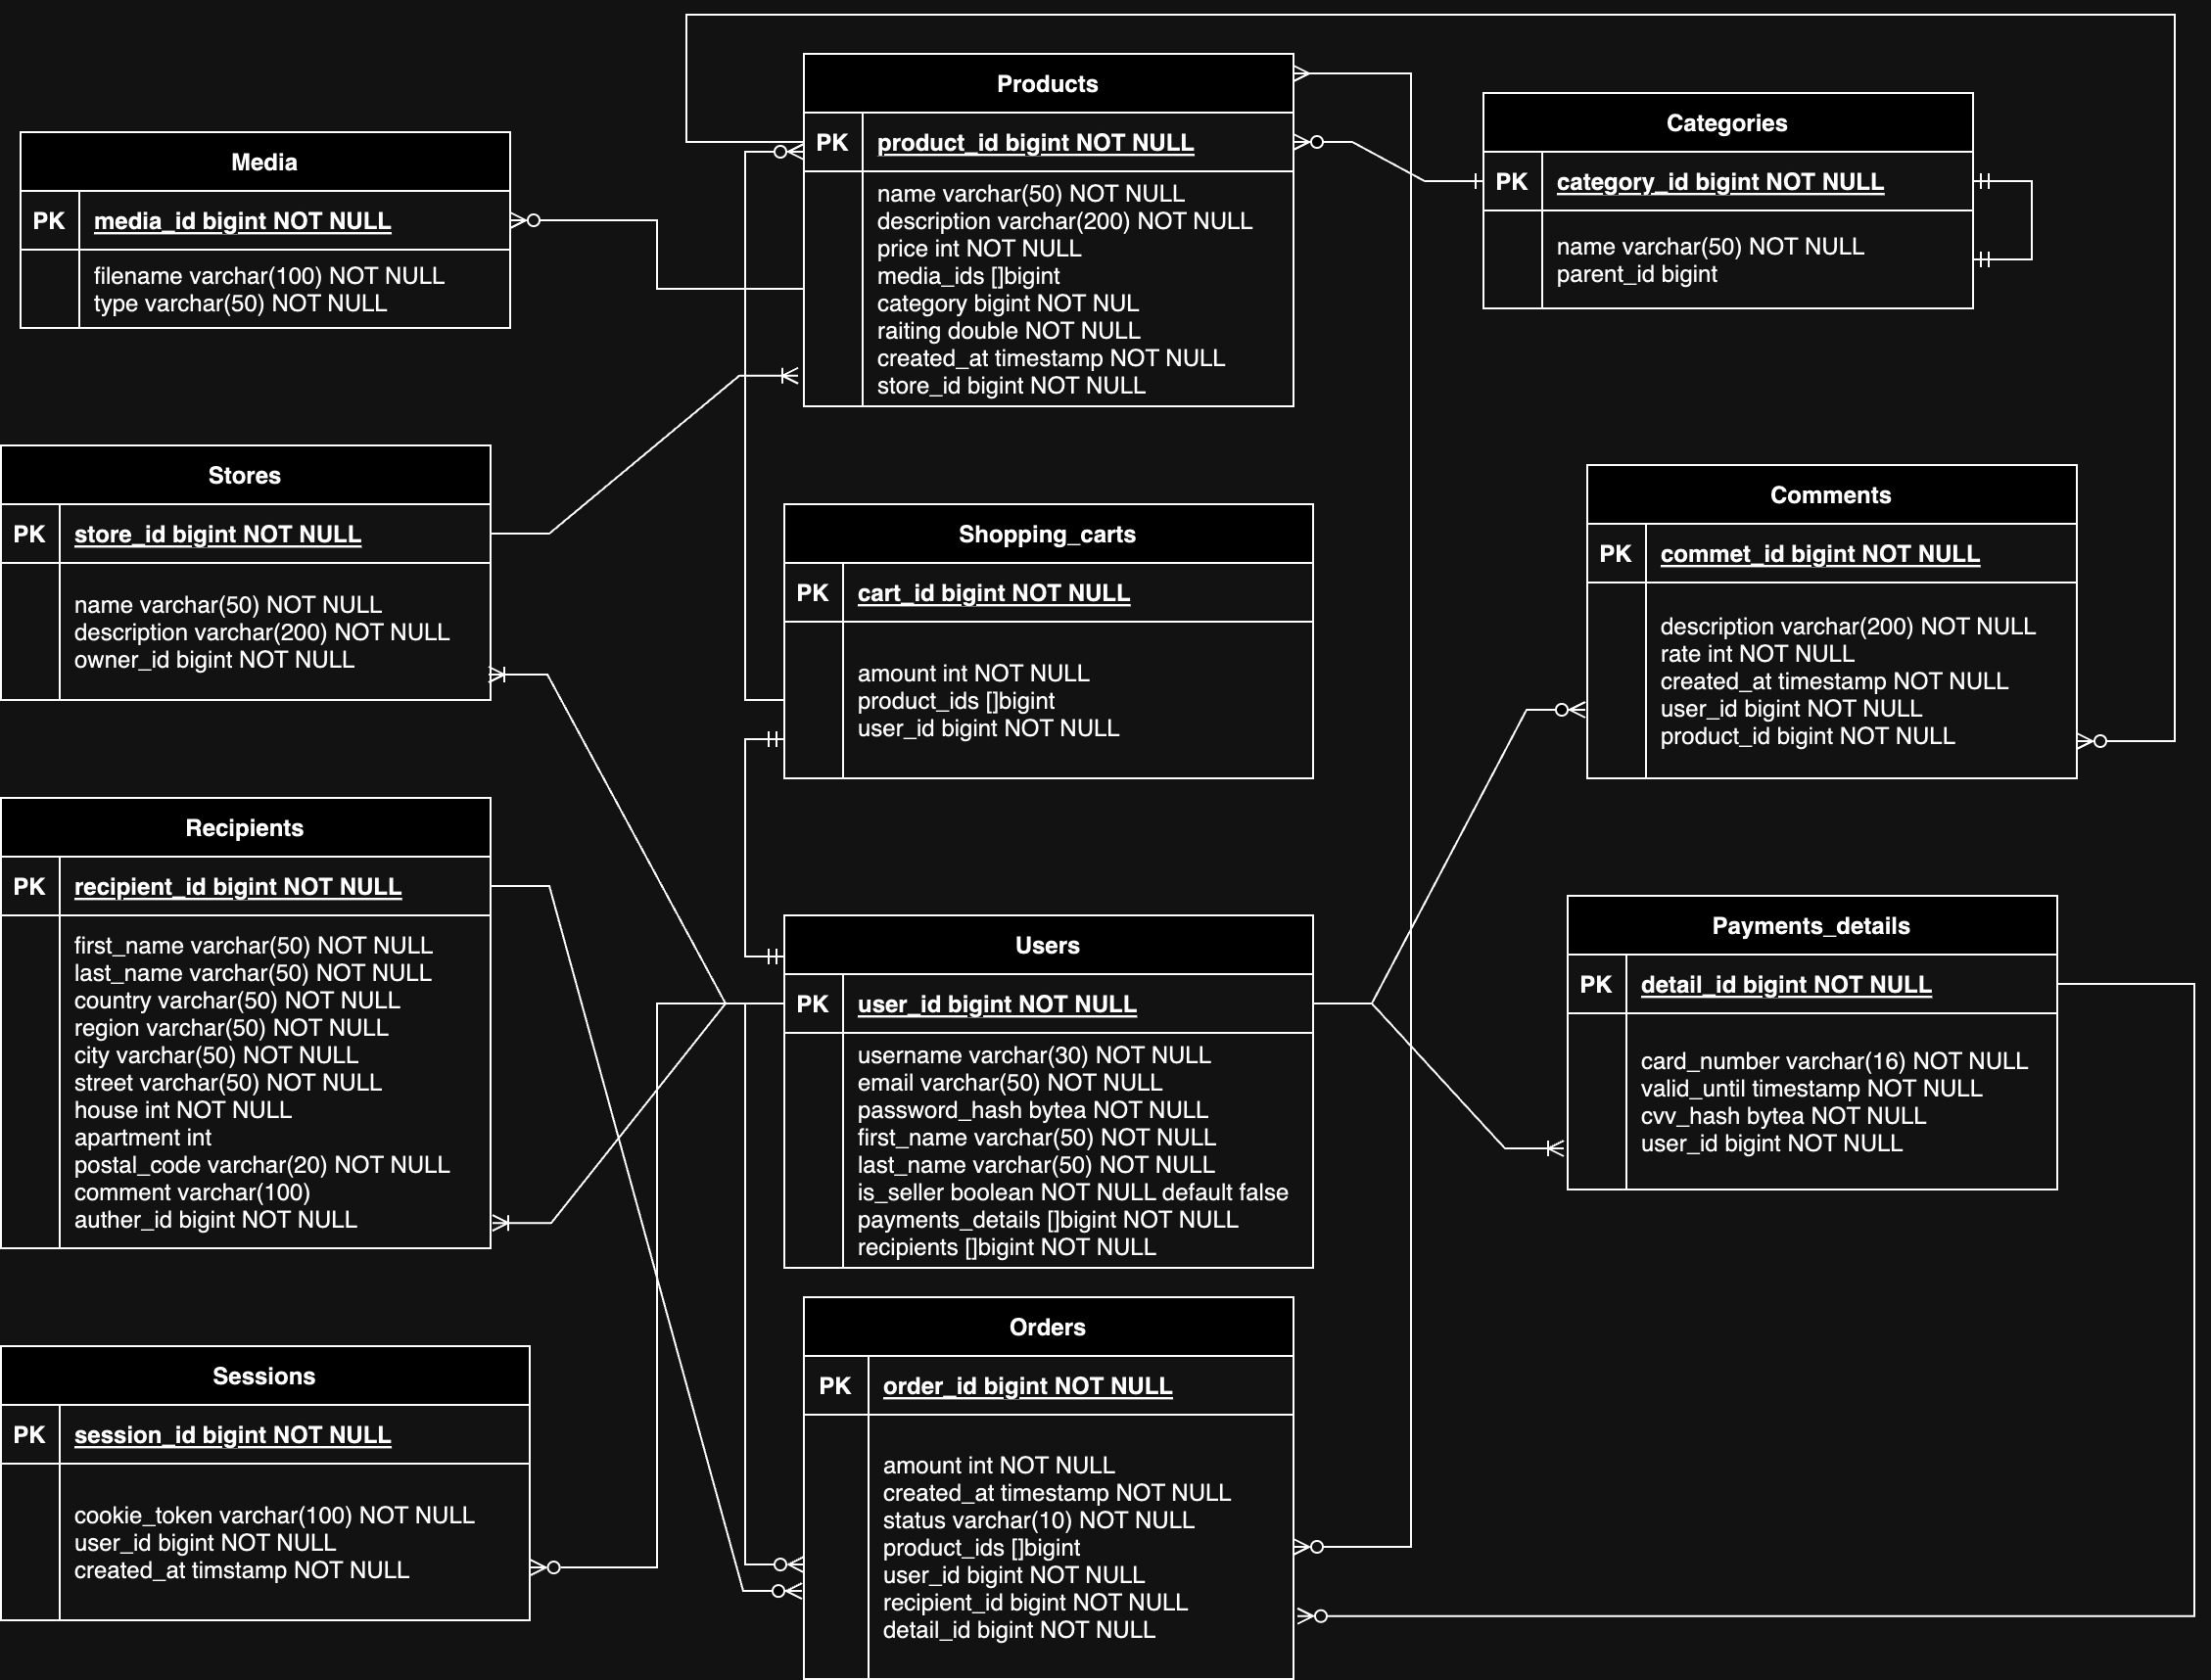 Products
PK
product_id bigint NOT NULL
name varchar(50) NOT NULL
description varchar(200) NOT NULL
price int NOT NULL
media_ids []bigint
category bigint NOT NUL
raiting double NOT NULL
created_at timestamp NOT NULL
store_id bigint NOT NULL
Categories
PK
category_id bigint NOT NULL
name varchar(50) NOT NULL
parent_id bigint
Media
PK
media_id bigint NOT NULL
filename varchar(100) NOT NULL
type varchar(50) NOT NULL
Stores
PK
store_id bigint NOT NULL
name varchar(50) NOT NULL
description varchar(200) NOT NULL
owner_id bigint NOT NULL
Shopping_carts
PK
cart_id bigint NOT NULL
amount int NOT NULL
product_ids []bigint
user_id bigint NOT NULL
Comments
PK
commet_id bigint NOT NULL
description varchar(200) NOT NULL
rate int NOT NULL
created_at timestamp NOT NULL
user_id bigint NOT NULL
product_id bigint NOT NULL
Recipients
PK
recipient_id bigint NOT NULL
first_name varchar(50) NOT NULL
last_name varchar(50) NOT NULL
country varchar(50) NOT NULL
region varchar(50) NOT NULL
city varchar(50) NOT NULL
street varchar(50) NOT NULL
house int NOT NULL
apartment int
postal_code varchar(20) NOT NULL
comment varchar(100)
auther_id bigint NOT NULL
Users
PK
user_id bigint NOT NULL
username varchar(30) NOT NULL
email varchar(50) NOT NULL
password_hash bytea NOT NULL
first_name varchar(50) NOT NULL
last_name varchar(50) NOT NULL
is_seller boolean NOT NULL default false
payments_details []bigint NOT NULL
recipients []bigint NOT NULL
Payments_details
PK
detail_id bigint NOT NULL
card_number varchar(16) NOT NULL
valid_until timestamp NOT NULL
cvv_hash bytea NOT NULL
user_id bigint NOT NULL
Sessions
PK
session_id bigint NOT NULL
cookie_token varchar(100) NOT NULL
user_id bigint NOT NULL
created_at timstamp NOT NULL
Orders
PK
order_id bigint NOT NULL
amount int NOT NULL
created_at timestamp NOT NULL
status varchar(10) NOT NULL
product_ids []bigint
user_id bigint NOT NULL
recipient_id bigint NOT NULL
detail_id bigint NOT NULL